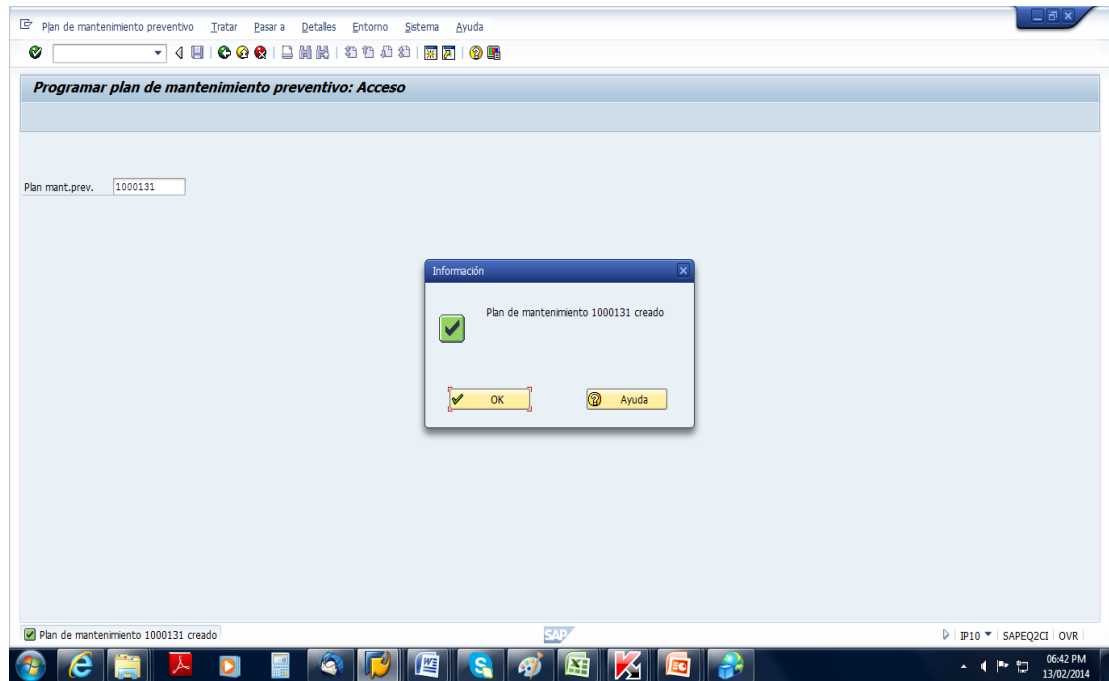 Plan de mantenimiento preventivo Tratar Pasar a Detalles Entorno Sistema Ayuda
Programar plan de mantenimiento preventivo: Acceso
Plan mant.prev. 1000131
Información
Plan de mantenimiento 1000131 creado
OK Ayuda
Plan de mantenimiento 1000131 creado SAP IP10 SAPEQ2CI OVR
06:42 PM
13/02/2014